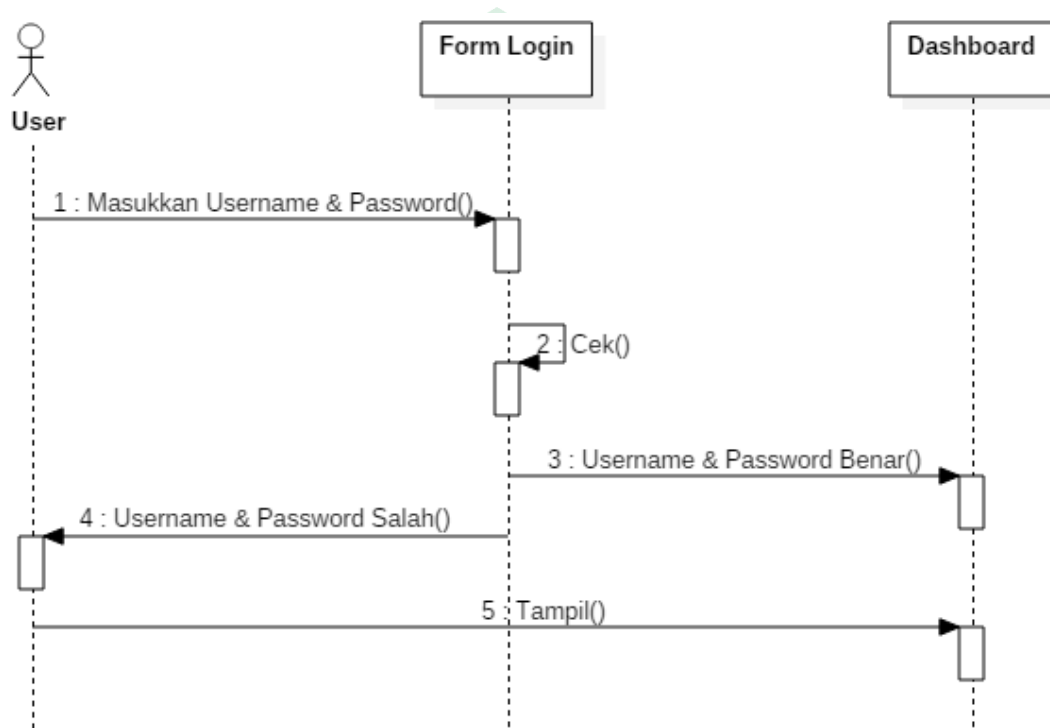 Form Login
Dashboard
User
1 : Masukkan Username & Password()
2 : Cek()
3 : Username & Password Benar()
4 : Username & Password Salah()
5 : Tampil()